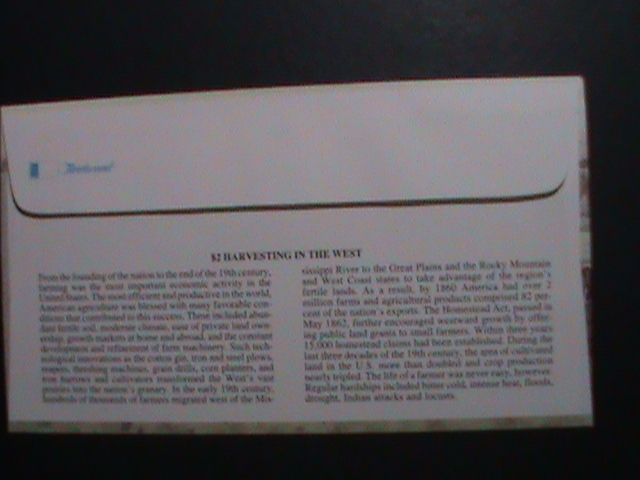 $2 HARVESTING IN THE WEST
From the founding of the nation to the end of the 19th century,
farming was the most important economic activity in the
United States. The most efficient and productive in the world,
American agriculture was blessed with many favorable con-
ditions that contributed to this success. These included abun-
dant fertile soil, moderate climate, ease of private land own-
ership, growth markets at home and abroad, and the constant
development and refinement of farm machinery. Such tech-
nological innovations as the cotton gin, iron and steel plows,
reapers, threshing machines, grain drills, corn planters, and
iron harrows and cultivators transformed the West's vast
prairies into the nation's granary. In the early 19th century,
hundreds of thousands of farmers migrated west of the Mis-
sissippi River to the Great Plains and the Rocky Mountain
and West Coast states to take advantage of the region's
fertile lands. As a result, by 1860 America had over 2
million farms and agricultural products comprised 82 per-
cent of the nation's exports. The Homestead Act, passed in
May 1862, further encouraged westward growth by offer-
ing public land grants to small farmers. Within three years
15,000 homestead claims had been established. During the
last three decades of the 19th century, the area of cultivated
land in the U.S. more than doubled and crop production
nearly tripled. The life of a farmer was never easy, however.
Regular hardships included bitter cold, intense heat, floods,
drought, Indian attacks and locusts.